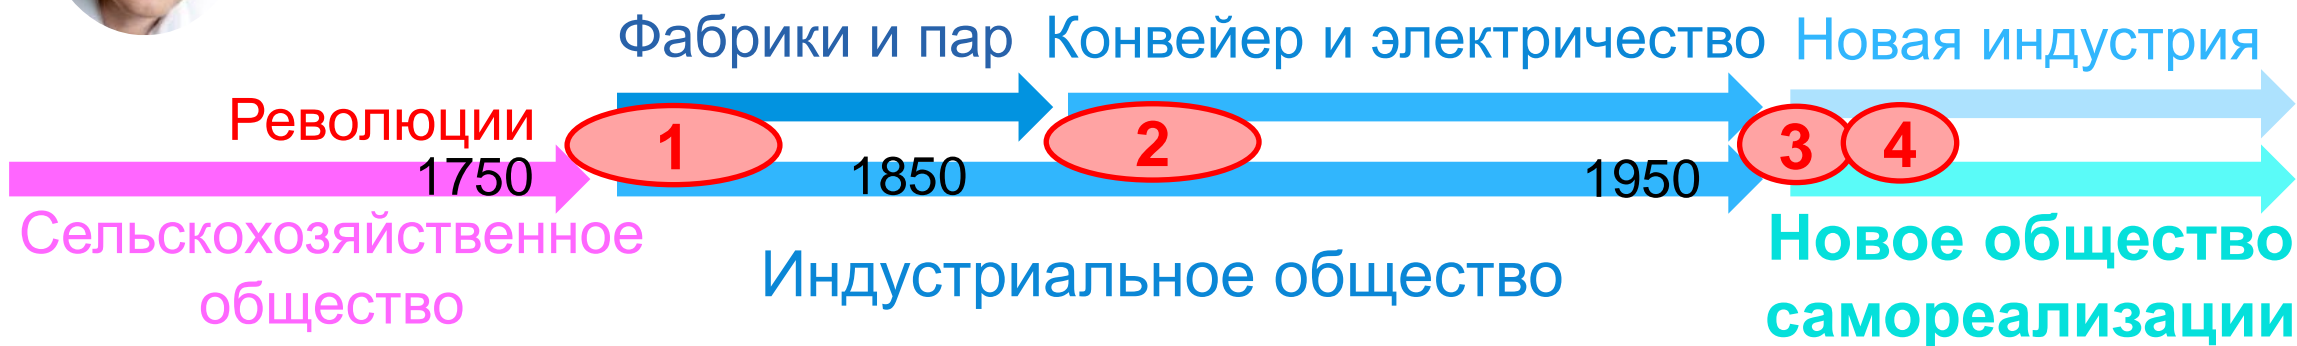 Фабрики и пар Конвейер и электричество Новая индустрия
Революции
1 2 3 4
1750 1850 1950
Сельскохозяйственное
общество
Индустриальное общество
Новое общество
самореализации